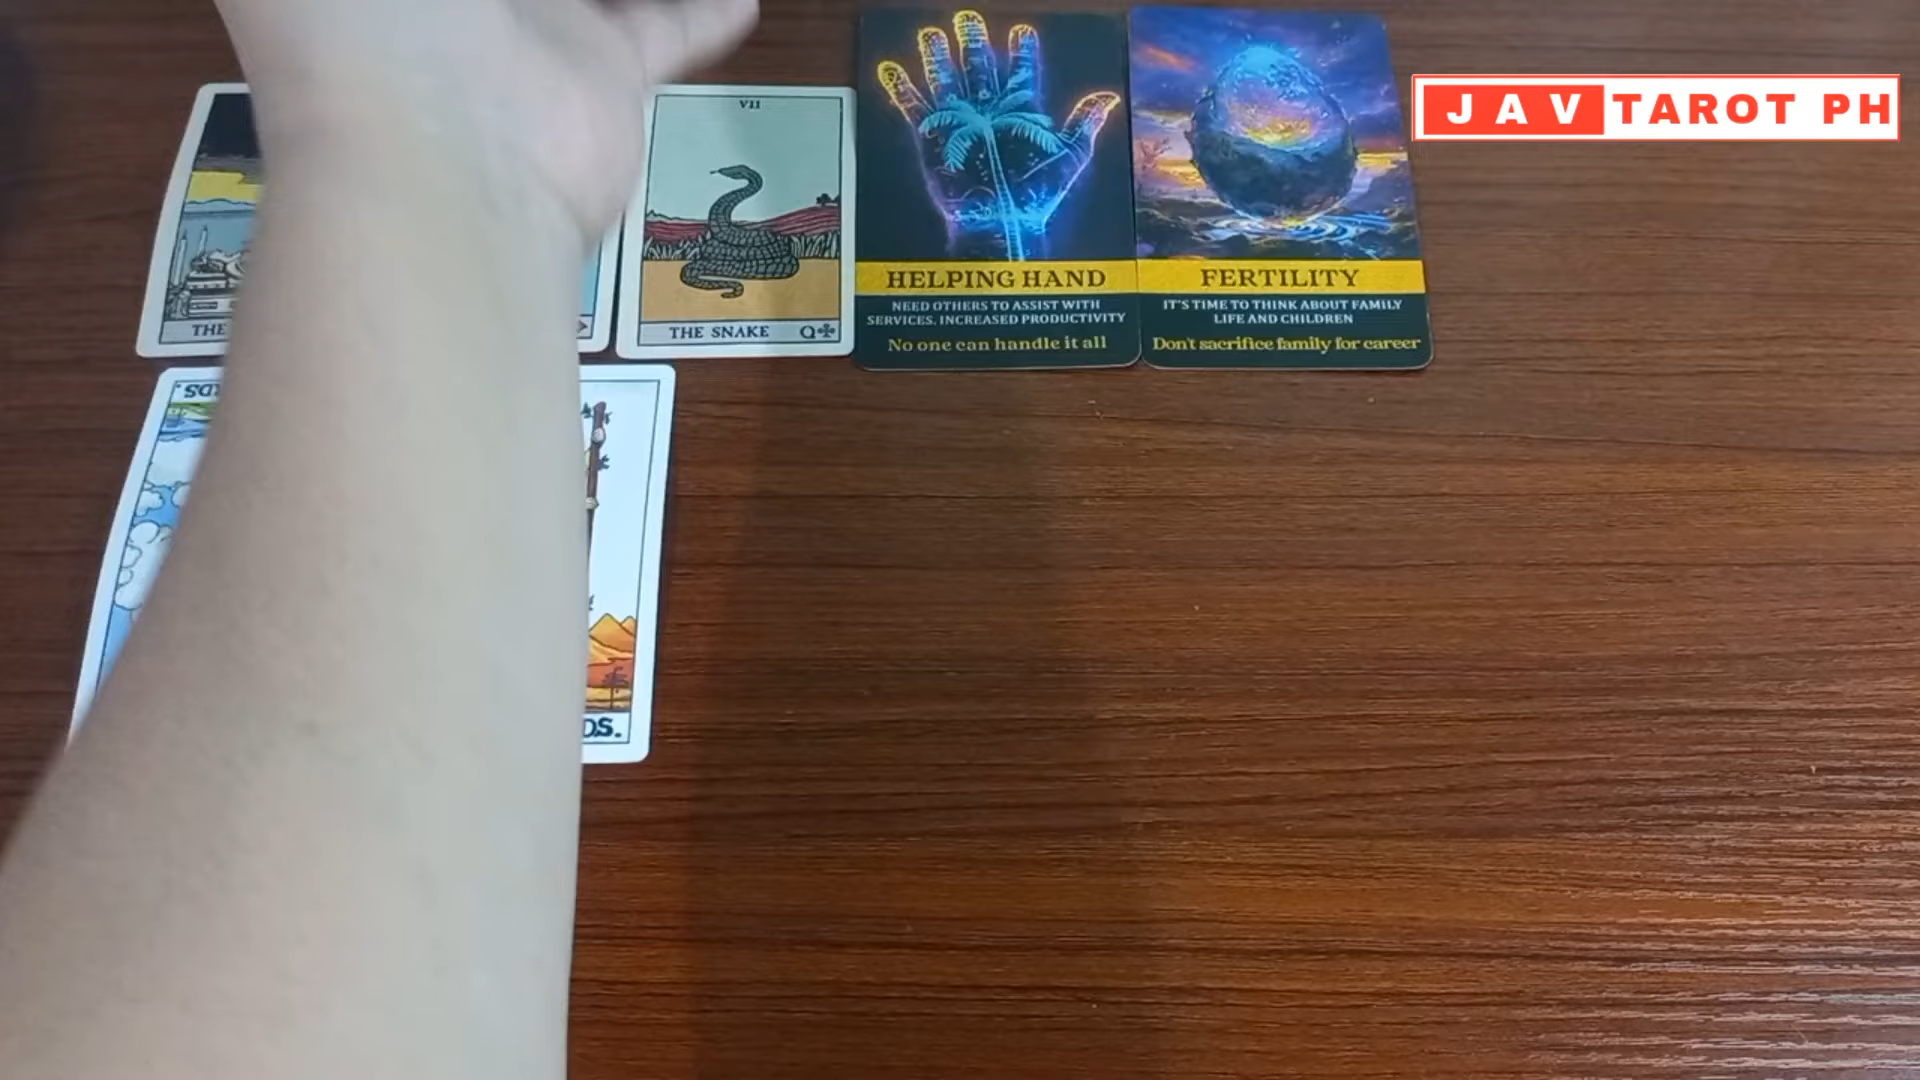 JAV TAROT PH
VII
THE
THE SNAKE Q♣
HELPING HAND
NEED OTHERS TO ASSIST WITH
SERVICES. INCREASED PRODUCTIVITY
No one can handle it all
FERTILITY
IT'S TIME TO THINK ABOUT FAMILY
LIFE AND CHILDREN
Don't sacrifice family for career
DS.